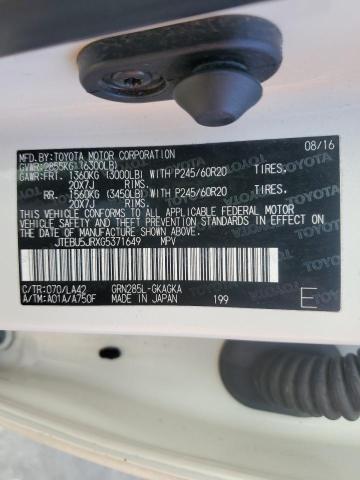 MFD.BY:TOYOTA MOTOR CORPORATION 08/16
GVWR:2855KG (6300LB)
GAWR:FRT. 1360KG (3000LB) WITH P245/60R20 TIRES,
20X7J RIMS.
RR. 1560KG (3450LB) WITH P245/60R20 TIRES,
20X7J RIMS.
THIS VEHICLE CONFORMS TO ALL APPLICABLE FEDERAL MOTOR
VEHICLE SAFETY AND THEFT PREVENTION STANDARDS IN EFFECT ON
THE DATE OF MANUFACTURE SHOWN ABOVE.
JTEBU5JRXG5371649 MPV
C/TR:070/LA42 GRN285L-GKAGKA
A/TM:A01A/A750F MADE IN JAPAN 199 E